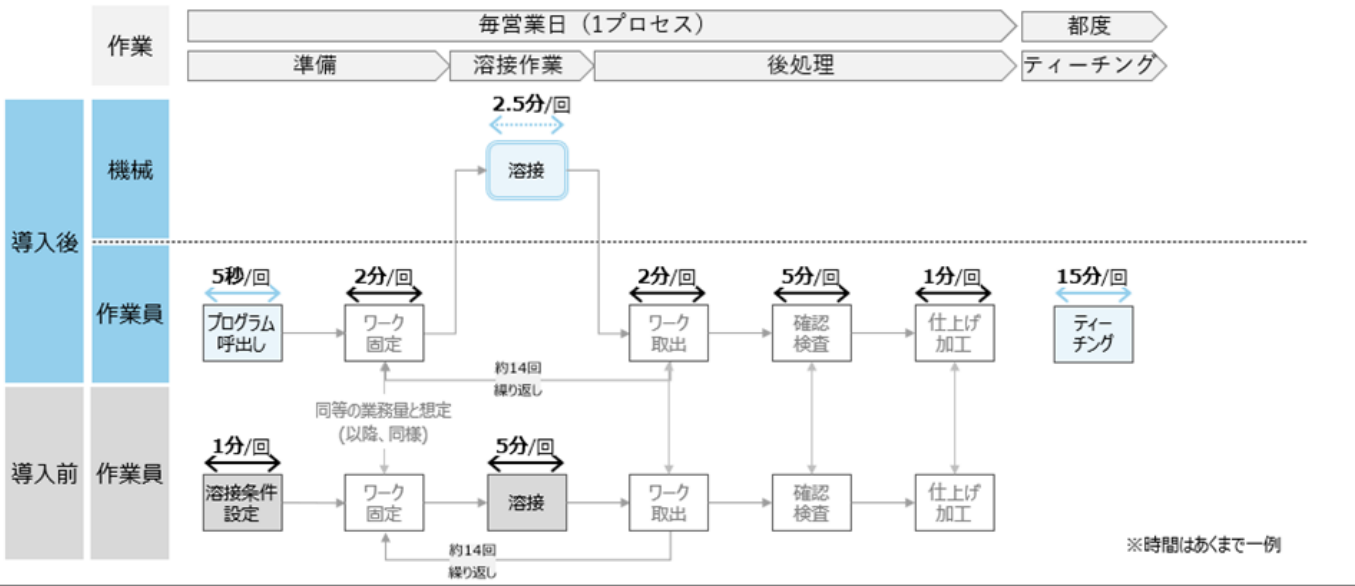 作業
毎営業日（1プロセス）
都度
準備
溶接作業
後処理
ティーチング
導入後
機械
2.5分/回
溶接
作業員
5秒/回
プログラム
呼出し
2分/回
ワーク
固定
2分/回
ワーク
取出
5分/回
確認
検査
1分/回
仕上げ
加工
15分/回
ティー
チング
約14回
繰り返し
同等の業務量と想定
(以降、同様)
導入前
作業員
1分/回
溶接条件
設定
ワーク
固定
5分/回
溶接
ワーク
取出
確認
検査
仕上げ
加工
約14回
繰り返し
※時間はあくまで一例